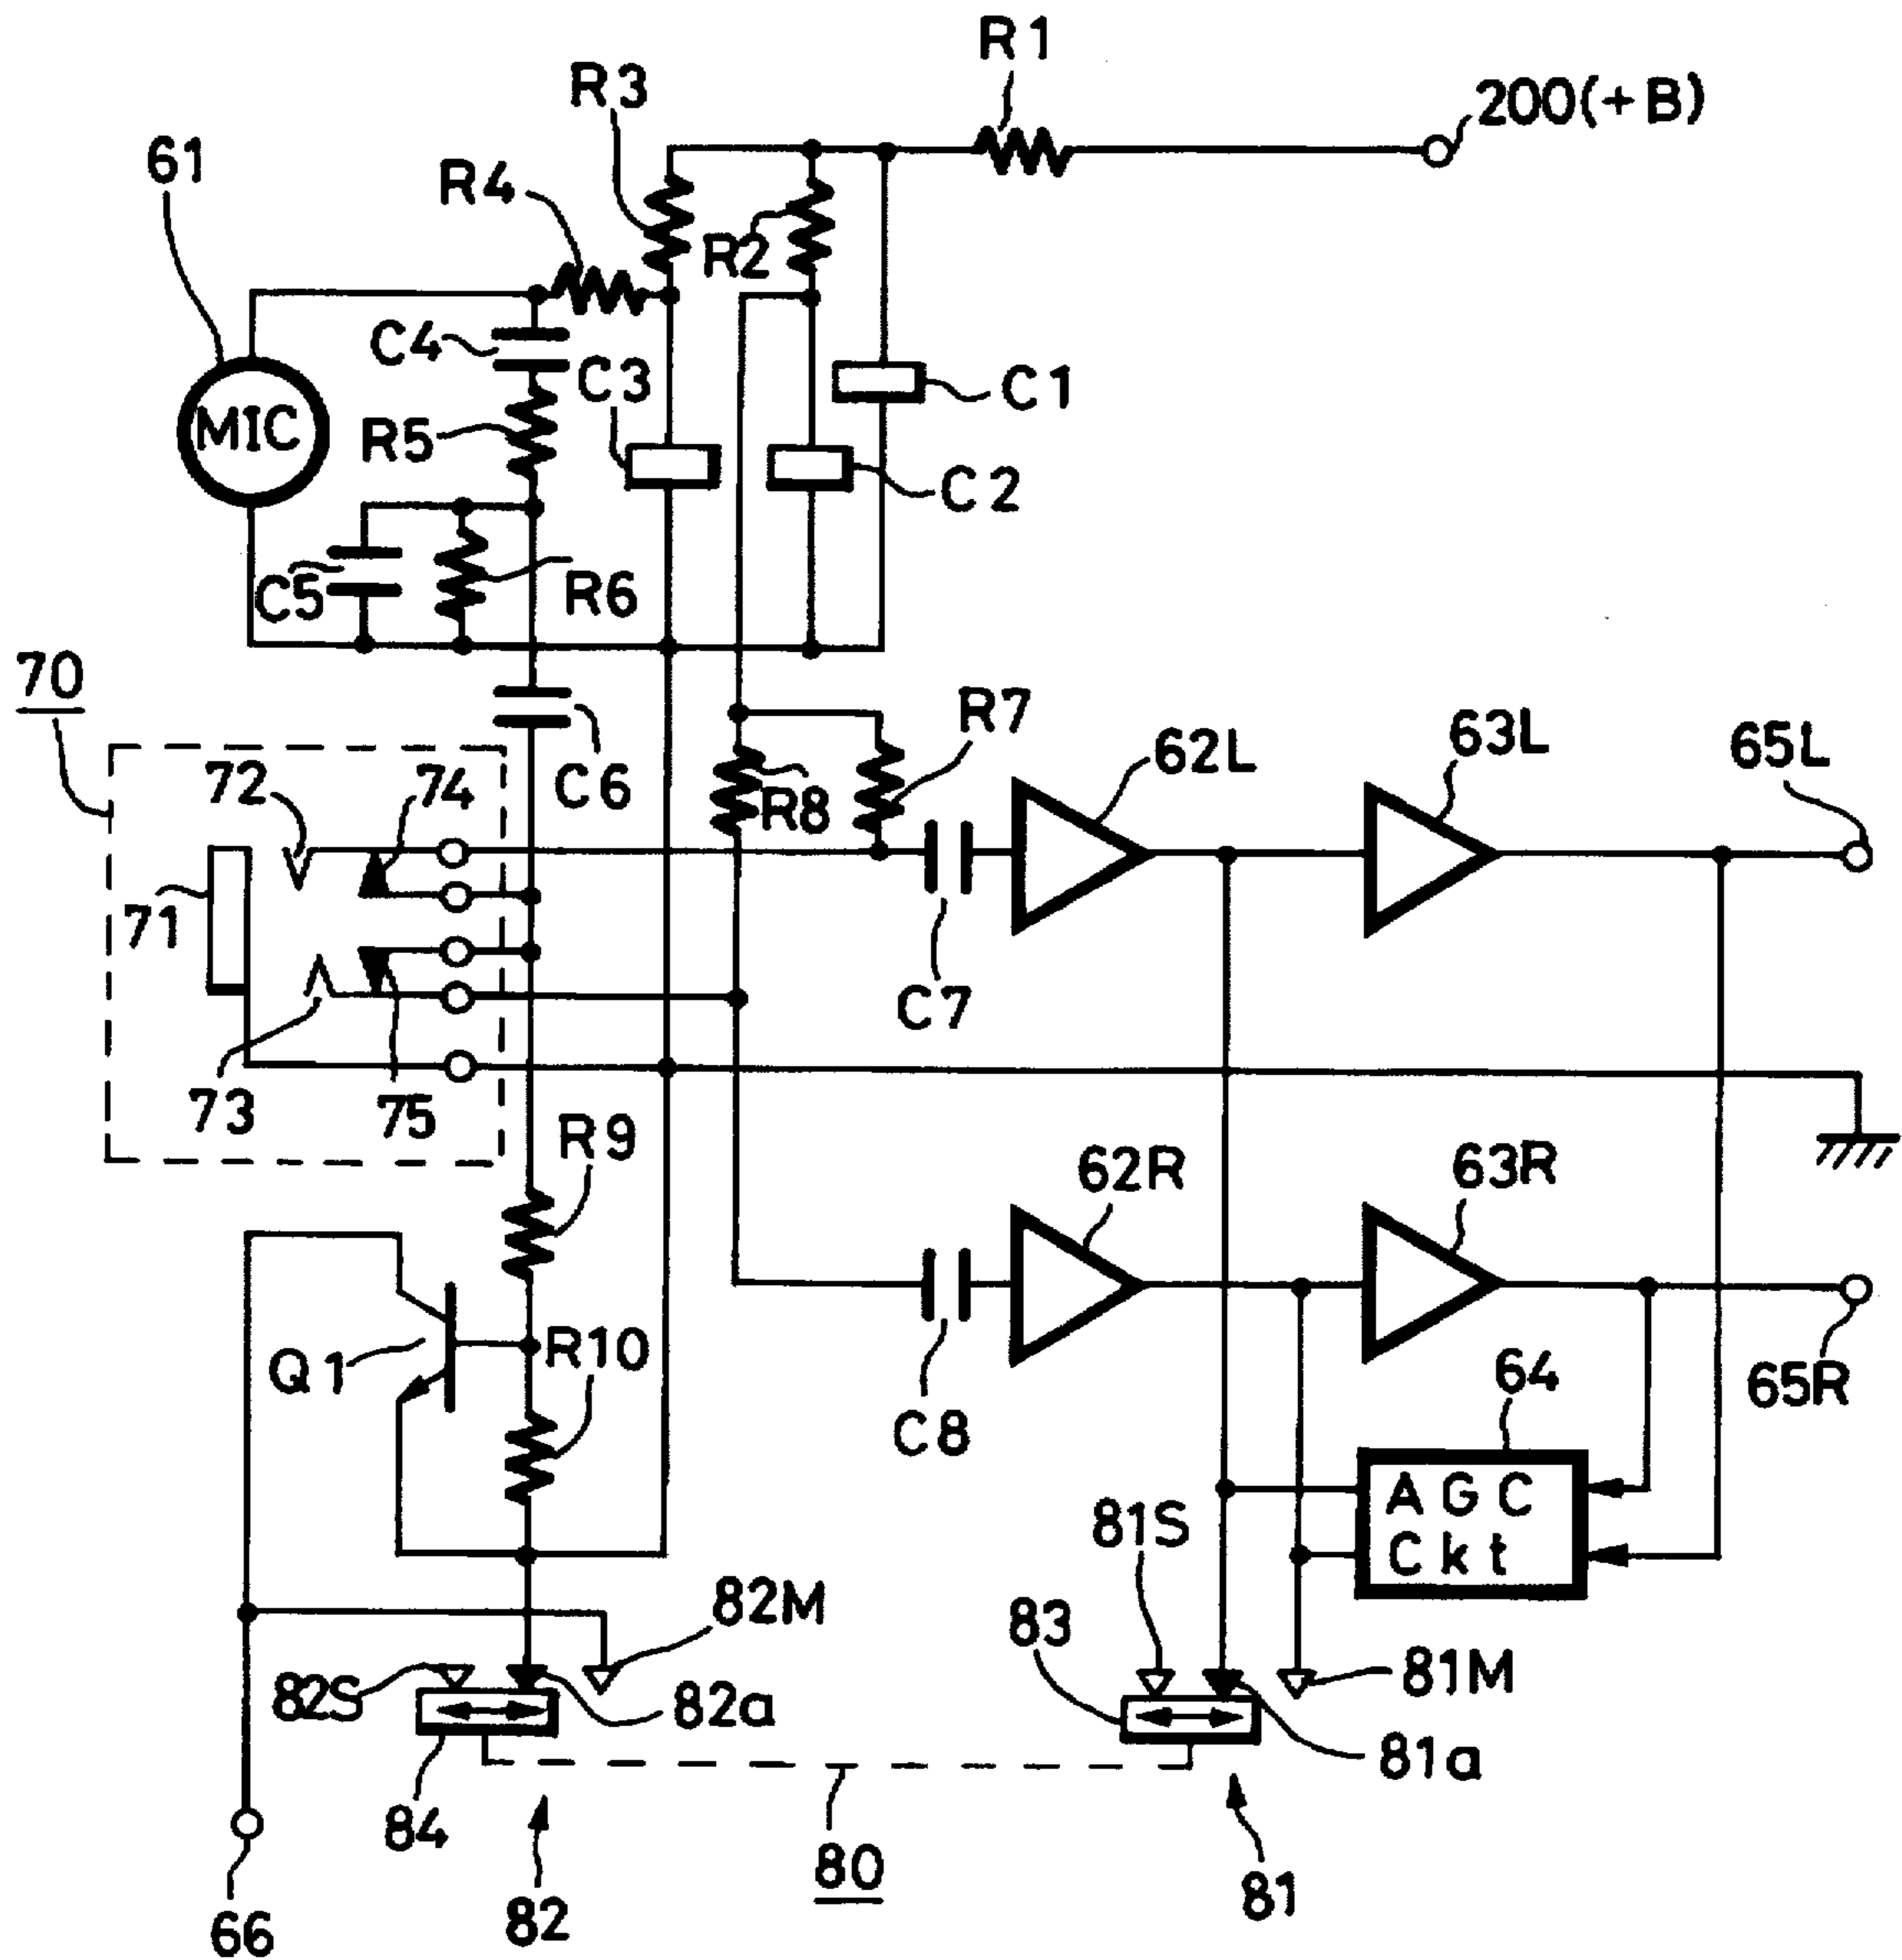 R1
R3
200(+B)
61
R4
R2
C4
C3
C1
MIC
R5
C2
C5
R6
70
R7
62L
63L
65L
72
74
C6
R8
71
C7
73
75
R9
62R
63R
Q1
R10
64
65R
C8
AGC
Ckt
81S
82M
83
82S
82a
81M
81a
84
80
81
82
66